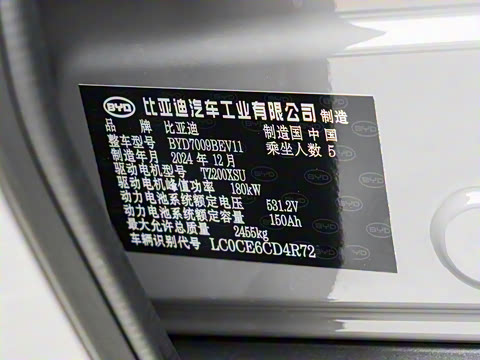 BYD 比亚迪汽车工业有限公司 制造
品 牌 比亚迪 制造国 中国
整车型号 BYD7009BEV11 乘坐人数 5
制造年月 2024 年 12 月
驱动电机型号 TZ200XSU
驱动电机峰值功率 180kW
动力电池系统额定电压 531.2V
动力电池系统额定容量 150Ah
最大允许总质量 2455kg
车辆识别代号 LC0CE6CD4R72